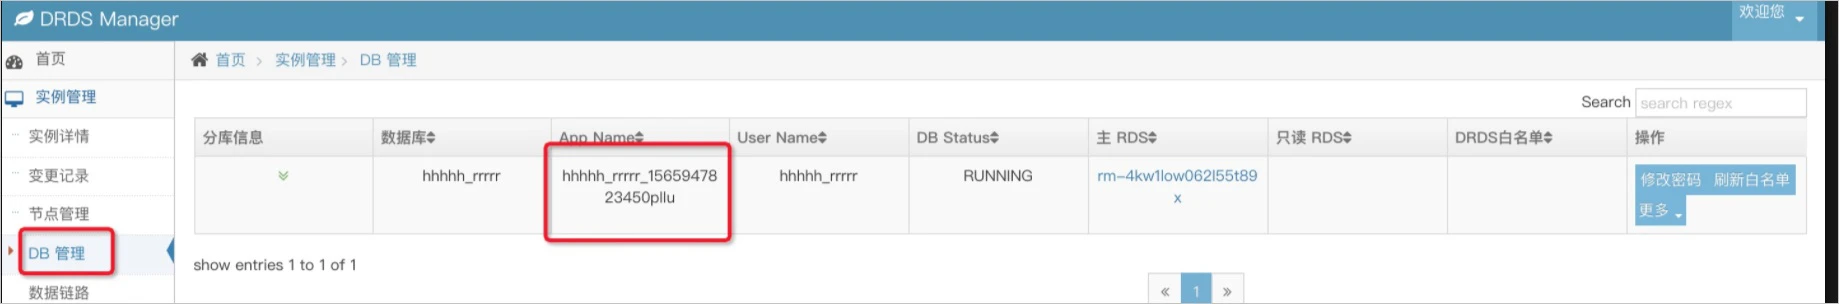 DRDS Manager
欢迎您
首页
实例管理
实例详情
变更记录
节点管理
DB 管理
数据链路
首页 > 实例管理 > DB 管理
Search search regex
分库信息 数据库 App Name User Name DB Status 主 RDS 只读 RDS DRDS白名单 操作
hhhhh_rrrrr hhhhh_rrrrr_15659478 hhhhh_rrrrr RUNNING rm-4kw1low062l55t89 修改密码 刷新白名单
23450pllu x 更多
show entries 1 to 1 of 1
« 1 »